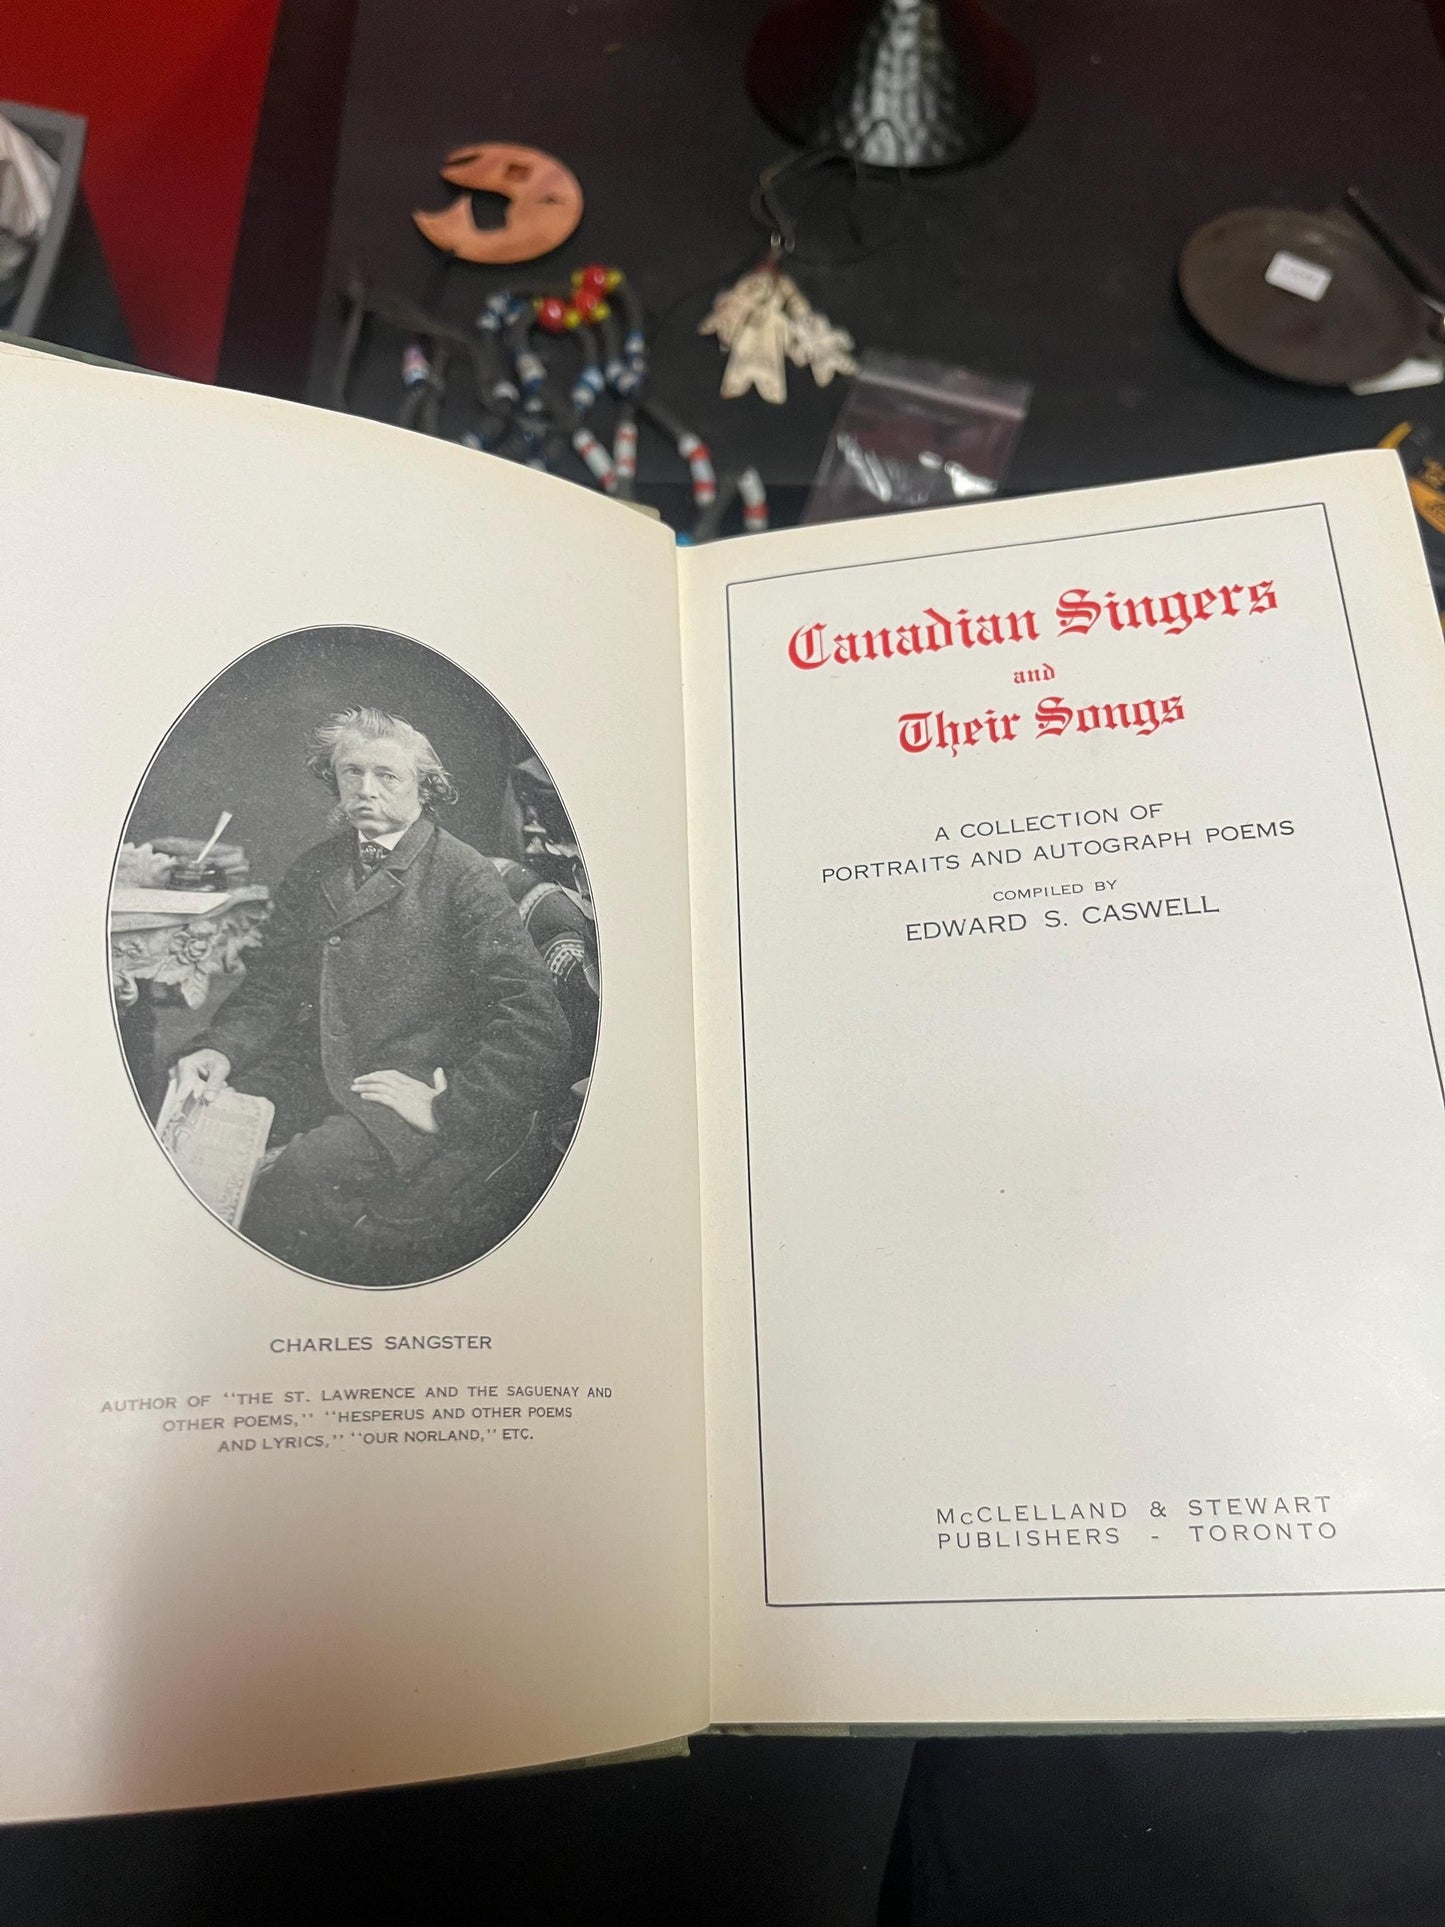 CHARLES SANGSTER
AUTHOR OF "THE ST. LAWRENCE AND THE SAGUENAY AND
OTHER POEMS," "HESPERUS AND OTHER POEMS
AND LYRICS," "OUR NORLAND," ETC.
Canadian Singers
and
Their Songs
A COLLECTION OF
PORTRAITS AND AUTOGRAPH POEMS
COMPILED BY
EDWARD S. CASWELL
McCLELLAND & STEWART
PUBLISHERS - TORONTO